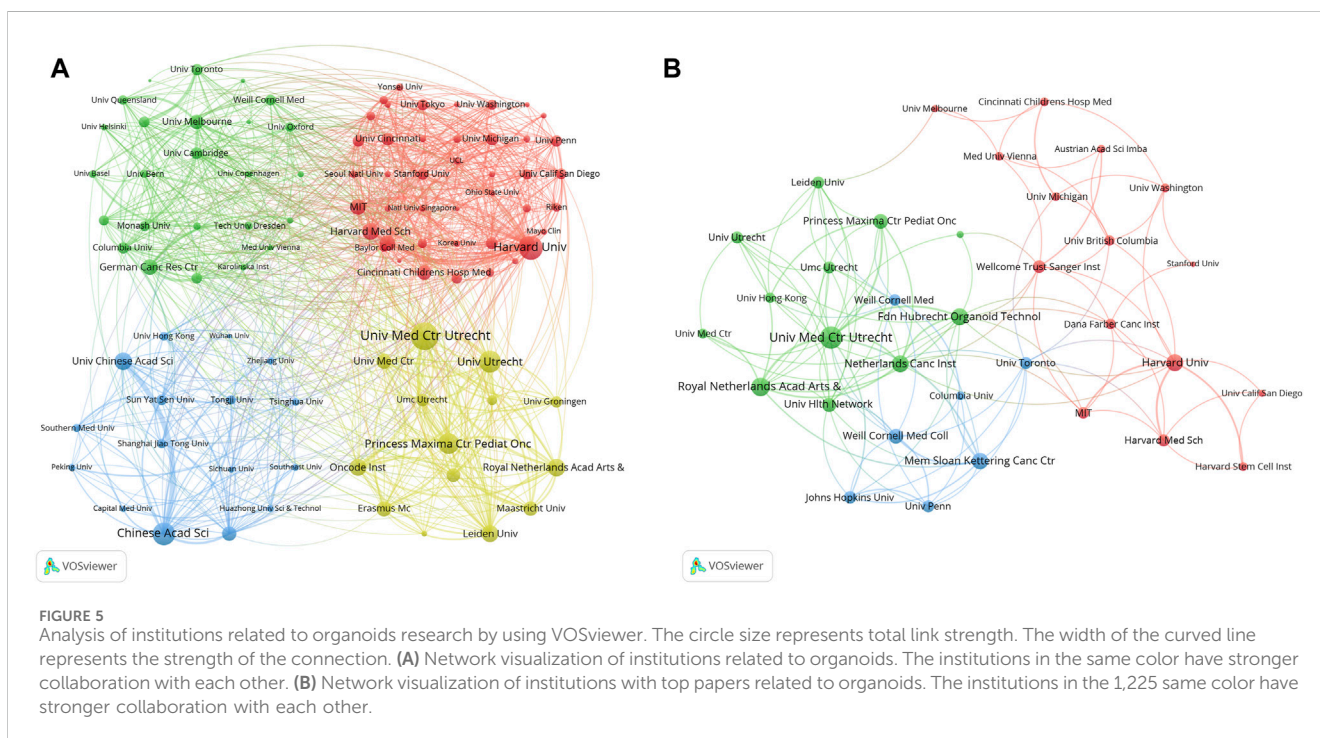 A
Univ Toronto
Yonsei Univ
Univ Queensland
Weill Cornell Med
Univ Tokyo
Univ Washington
Univ Helsinki
Univ Melbourne
Univ Oxford
Univ Cincinnati
Univ Michigan
Univ Penn
Univ Cambridge
UCL
Univ Basel
Univ Bern
Univ Copenhagen
Seoul Natl Univ
Stanford Univ
Univ Calif San Diego
Ohio State Univ
MIT
Natl Univ Singaporn
Riken
Monash Univ
Tech Univ Dresden
Harvard Med Sch
Mayo Clin
Columbia Univ
Med Univ Vienna
Baylor Coll Med
Korea Univ
Harvard Univ
German Canc Res Ctr
Karolinska Inst
Cincinnati Childrens Hosp Med
Univ Hong Kong
Wuhan Univ
Univ Med Ctr Utrecht
Univ Chinese Acad Sci
Zhejiang Univ
Univ Med Ctr
Univ Utrecht
Sun Yat Sen Univ
Tongji Univ
Tsinghua Univ
Umc Utrecht
Univ Groningen
Southern Med Univ
Shanghai Jiao Tong Univ
Princess Maxima Ctr Pediat Onc
Peking Univ
Sichuan Univ
Southeast Univ
Oncode Inst
Royal Netherlands Acad Arts &
Capital Med Univ
Huazhong Univ Sci & Technol
Erasmus Mc
Maastricht Univ
Chinese Acad Sci
Leiden Univ
VOSviewer
B
Univ Melbourne
Cincinnati Childrens Hosp Med
Med Univ Vienna
Austrian Acad Sci Imba
Leiden Univ
Univ Michigan
Univ Washington
Princess Maxima Ctr Pediat Onc
Univ Utrecht
Univ British Columbia
Umc Utrecht
Wellcome Trust Sanger Inst
Stanford Univ
Univ Hong Kong
Weill Cornell Med
Fdn Hubrecht Organoid Technol
Univ Med Ctr
Univ Med Ctr Utrecht
Dana Farber Canc Inst
Netherlands Canc Inst
Univ Toronto
Harvard Univ
Royal Netherlands Acad Arts &
Univ Hlth Network
Columbia Univ
Univ Calif San Diego
MIT
Weill Cornell Med Coll
Harvard Med Sch
Mem Sloan Kettering Canc Ctr
Harvard Stem Cell Inst
Johns Hopkins Univ
Univ Penn
VOSviewer
FIGURE 5
Analysis of institutions related to organoids research by using VOSviewer. The circle size represents total link strength. The width of the curved line
represents the strength of the connection. (A) Network visualization of institutions related to organoids. The institutions in the same color have stronger
collaboration with each other. (B) Network visualization of institutions with top papers related to organoids. The institutions in the 1,225 same color have
stronger collaboration with each other.